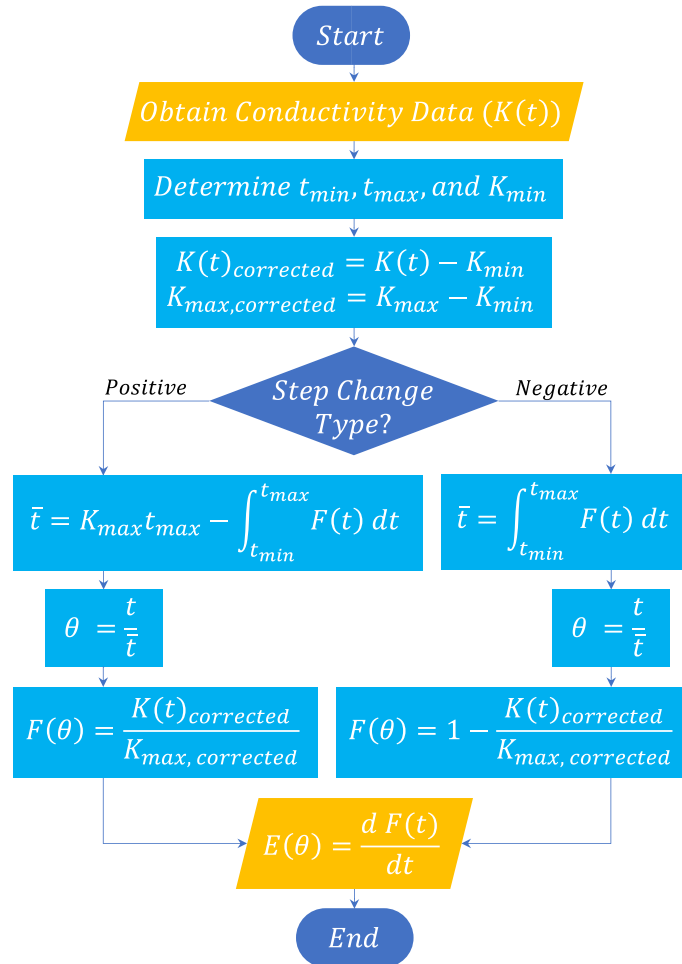 Start
Obtain Conductivity Data (K(t))
Determine t_min, t_max, and K_min
K(t)_corrected = K(t) − K_min
K_max,corrected = K_max − K_min
Positive
Step Change
Type?
Negative
t̄ = K_max t_max − ∫_{t_min}^{t_max} F(t) dt
t̄ = ∫_{t_min}^{t_max} F(t) dt
θ = t/t̄
θ = t/t̄
F(θ) = K(t)_corrected / K_max, corrected
F(θ) = 1 − K(t)_corrected / K_max, corrected
E(θ) = d F(t) / dt
End